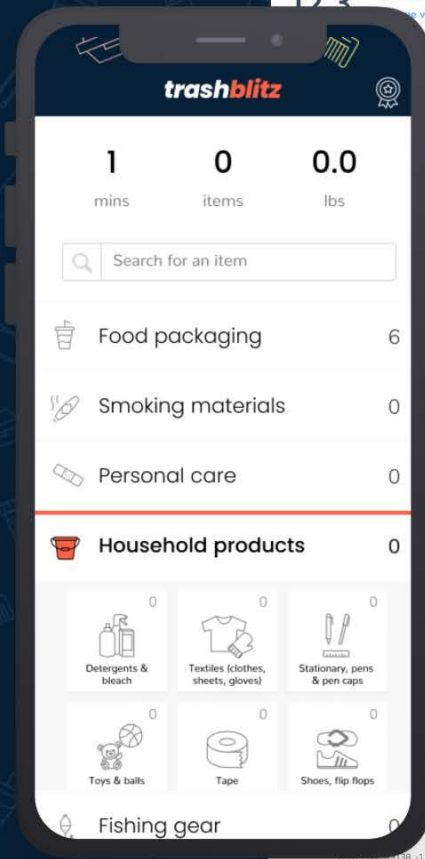 trashblitz
1 0 0.0
mins items lbs
Search for an item
Food packaging 6
Smoking materials 0
Personal care 0
Household products 0
0 0 0
Detergents & bleach
Textiles (clothes, sheets, gloves)
Stationary, pens & pen caps
0 0 0
Toys & balls Tape Shoes, flip flops
Fishing gear 0